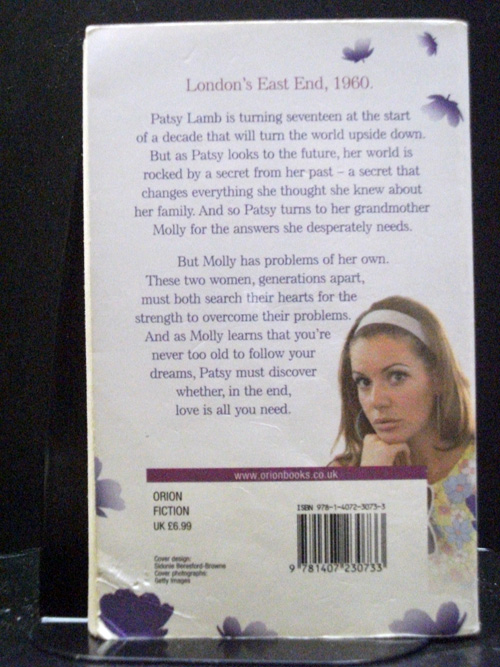 London's East End, 1960.
Patsy Lamb is turning seventeen at the start
of a decade that will turn the world upside down.
But as Patsy looks to the future, her world is
rocked by a secret from her past – a secret that
changes everything she thought she knew about
her family. And so Patsy turns to her grandmother
Molly for the answers she desperately needs.
But Molly has problems of her own.
These two women, generations apart,
must both search their hearts for the
strength to overcome their problems.
And as Molly learns that you're
never too old to follow your
dreams, Patsy must discover
whether, in the end,
love is all you need.
www.orionbooks.co.uk
ORION
FICTION
UK £6.99
ISBN 978-1-4072-3073-3
9 781407 230733
Cover design:
Sidonie Beresford-Browne
Cover photographs:
Getty Images